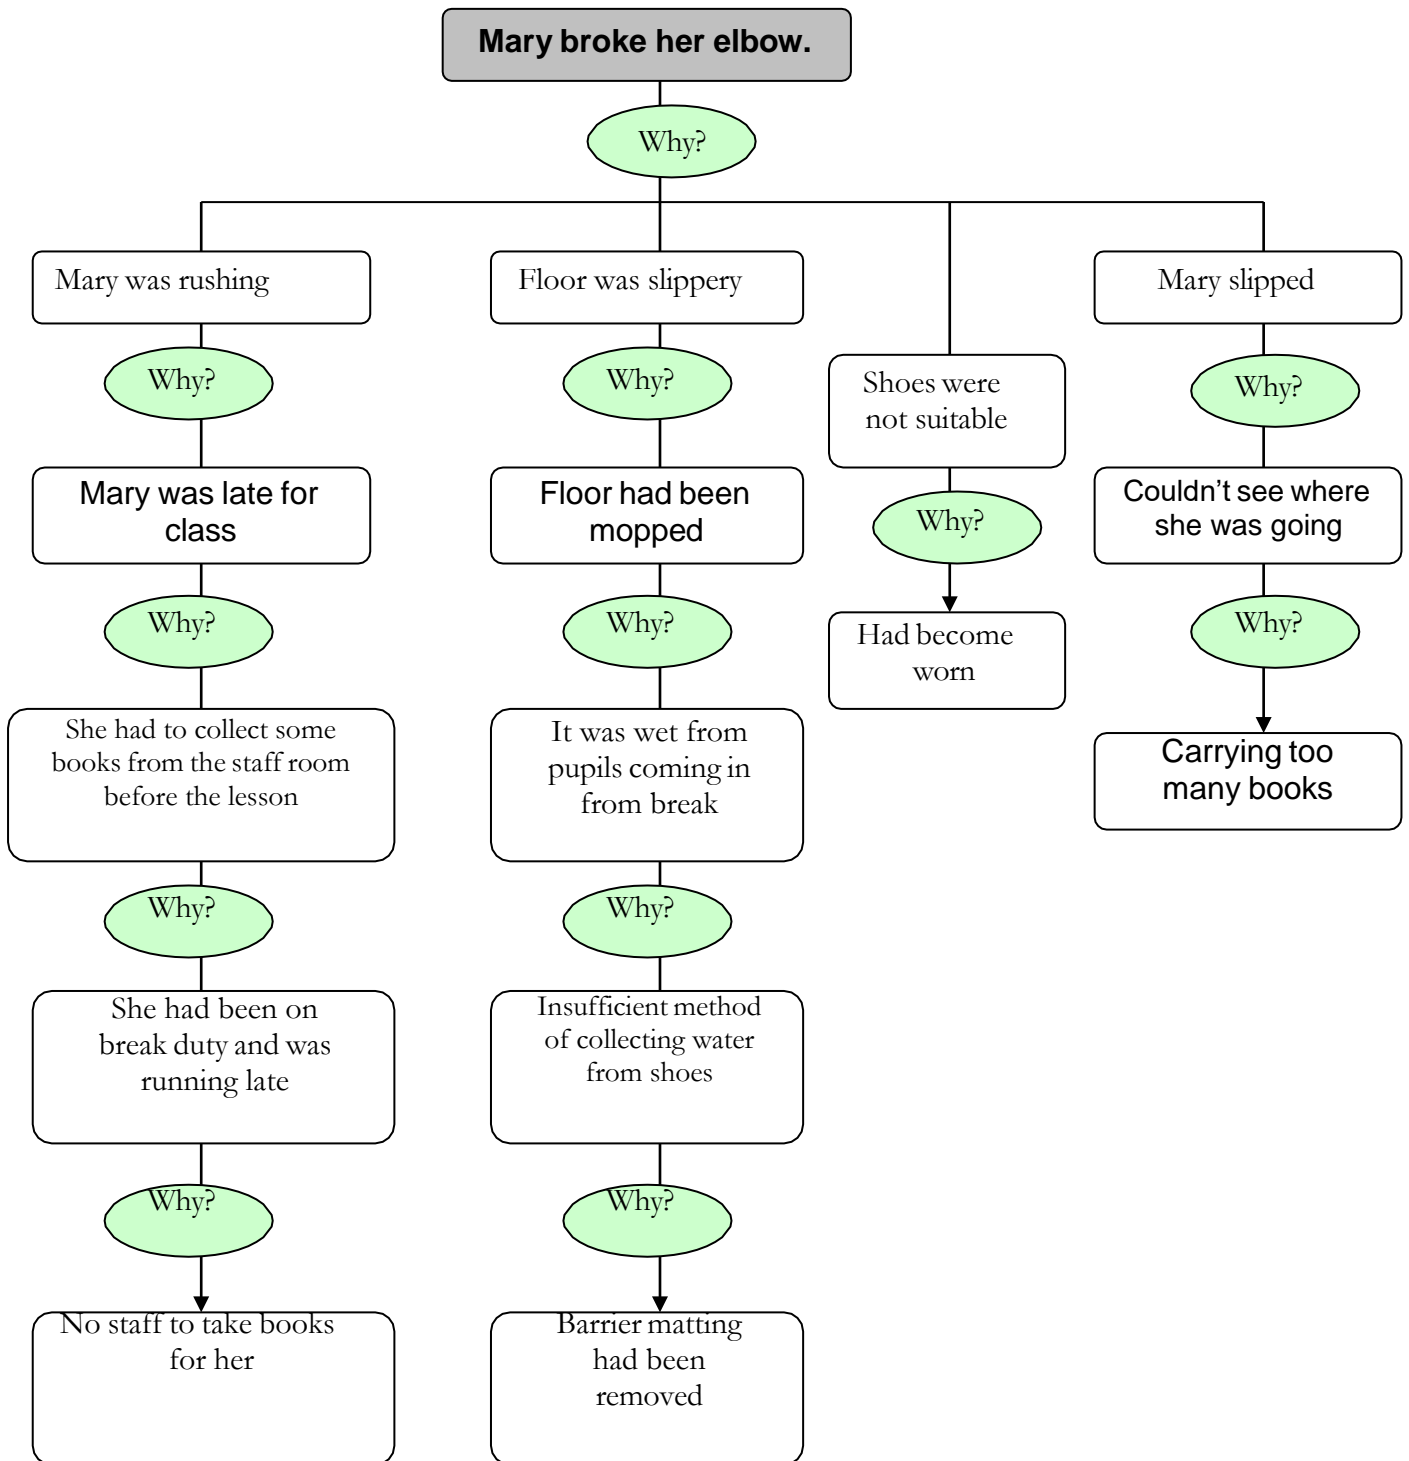 Mary broke her elbow.
Why?
Mary was rushing
Floor was slippery
Mary slipped
Why?
Why?
Shoes were
not suitable
Why?
Mary was late for
class
Floor had been
mopped
Why?
Couldn't see where
she was going
Why?
Why?
Had become
worn
Why?
She had to collect some
books from the staff room
before the lesson
It was wet from
pupils coming in
from break
Carrying too
many books
Why?
Why?
She had been on
break duty and was
running late
Insufficient method
of collecting water
from shoes
Why?
Why?
No staff to take books
for her
Barrier matting
had been
removed